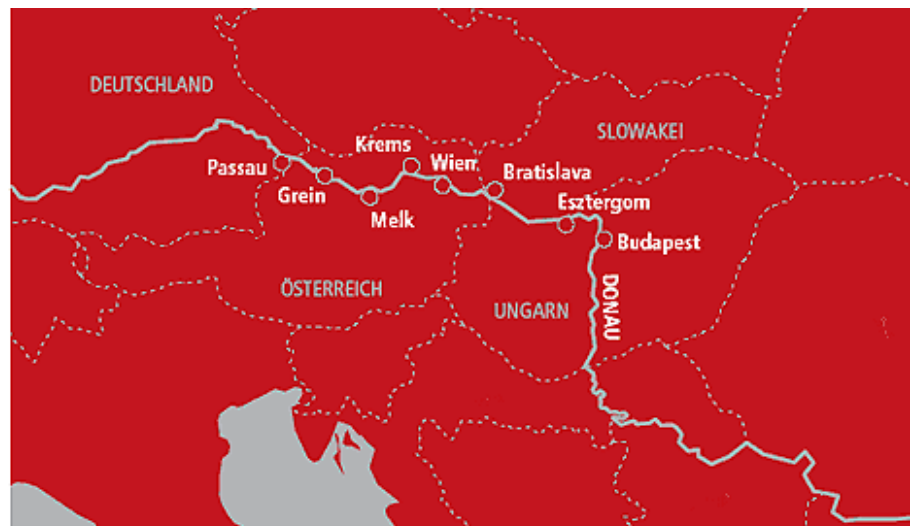 DEUTSCHLAND
SLOWAKEI
Krems
Wien
Passau
Bratislava
Grein
Esztergom
Melk
Budapest
ÖSTERREICH
UNGARN
DONAU